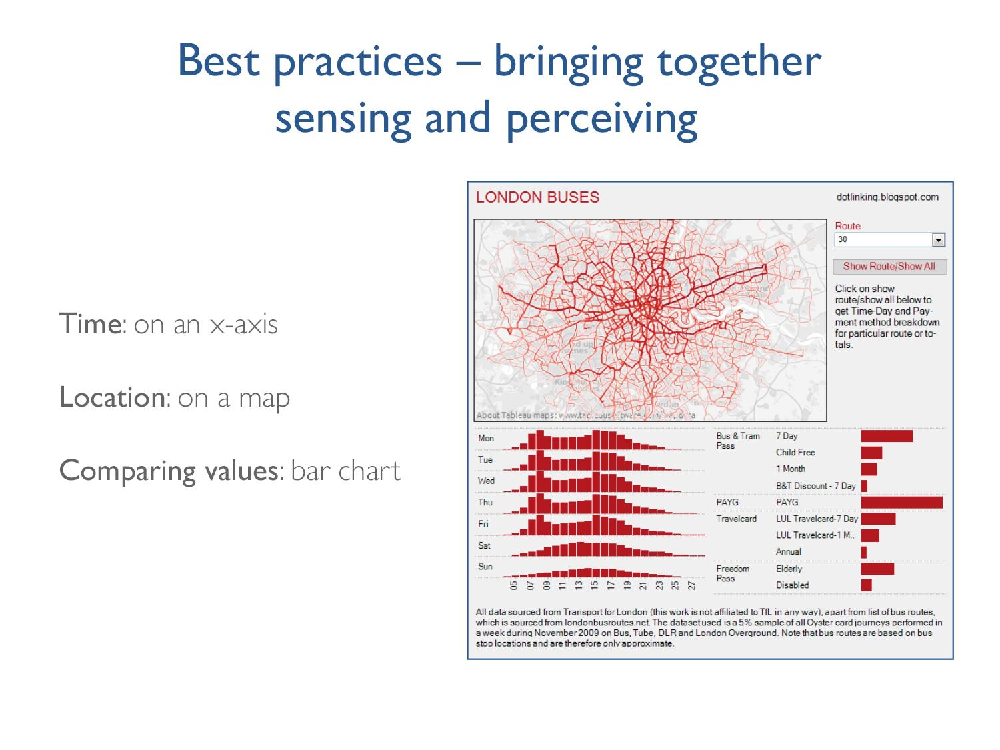 Best practices – bringing together
sensing and perceiving
Time: on an x-axis
Location: on a map
Comparing values: bar chart
LONDON BUSES
dotlinking.blogspot.com
Route
30
Show Route/Show All
Click on show
route/show all below to
get Time-Day and Pay-
ment method breakdown
for particular route or to-
tals.
About Tableau maps: www.tableausoftware.com/mapdata
Mon
Tue
Wed
Thu
Fri
Sat
Sun
05 07 09 11 13 15 17 19 21 23 25 27
Bus & Tram
Pass
7 Day
Child Free
1 Month
B&T Discount - 7 Day
PAYG PAYG
Travelcard LUL Travelcard-7 Day
LUL Travelcard-1 M..
Annual
Freedom
Pass
Elderly
Disabled
All data sourced from Transport for London (this work is not affiliated to TfL in any way), apart from list of bus routes,
which is sourced from londonbusroutes.net. The dataset used is a 5% sample of all Oyster card journeys performed in
a week during November 2009 on Bus, Tube, DLR and London Overground. Note that bus routes are based on bus
stop locations and are therefore only approximate.